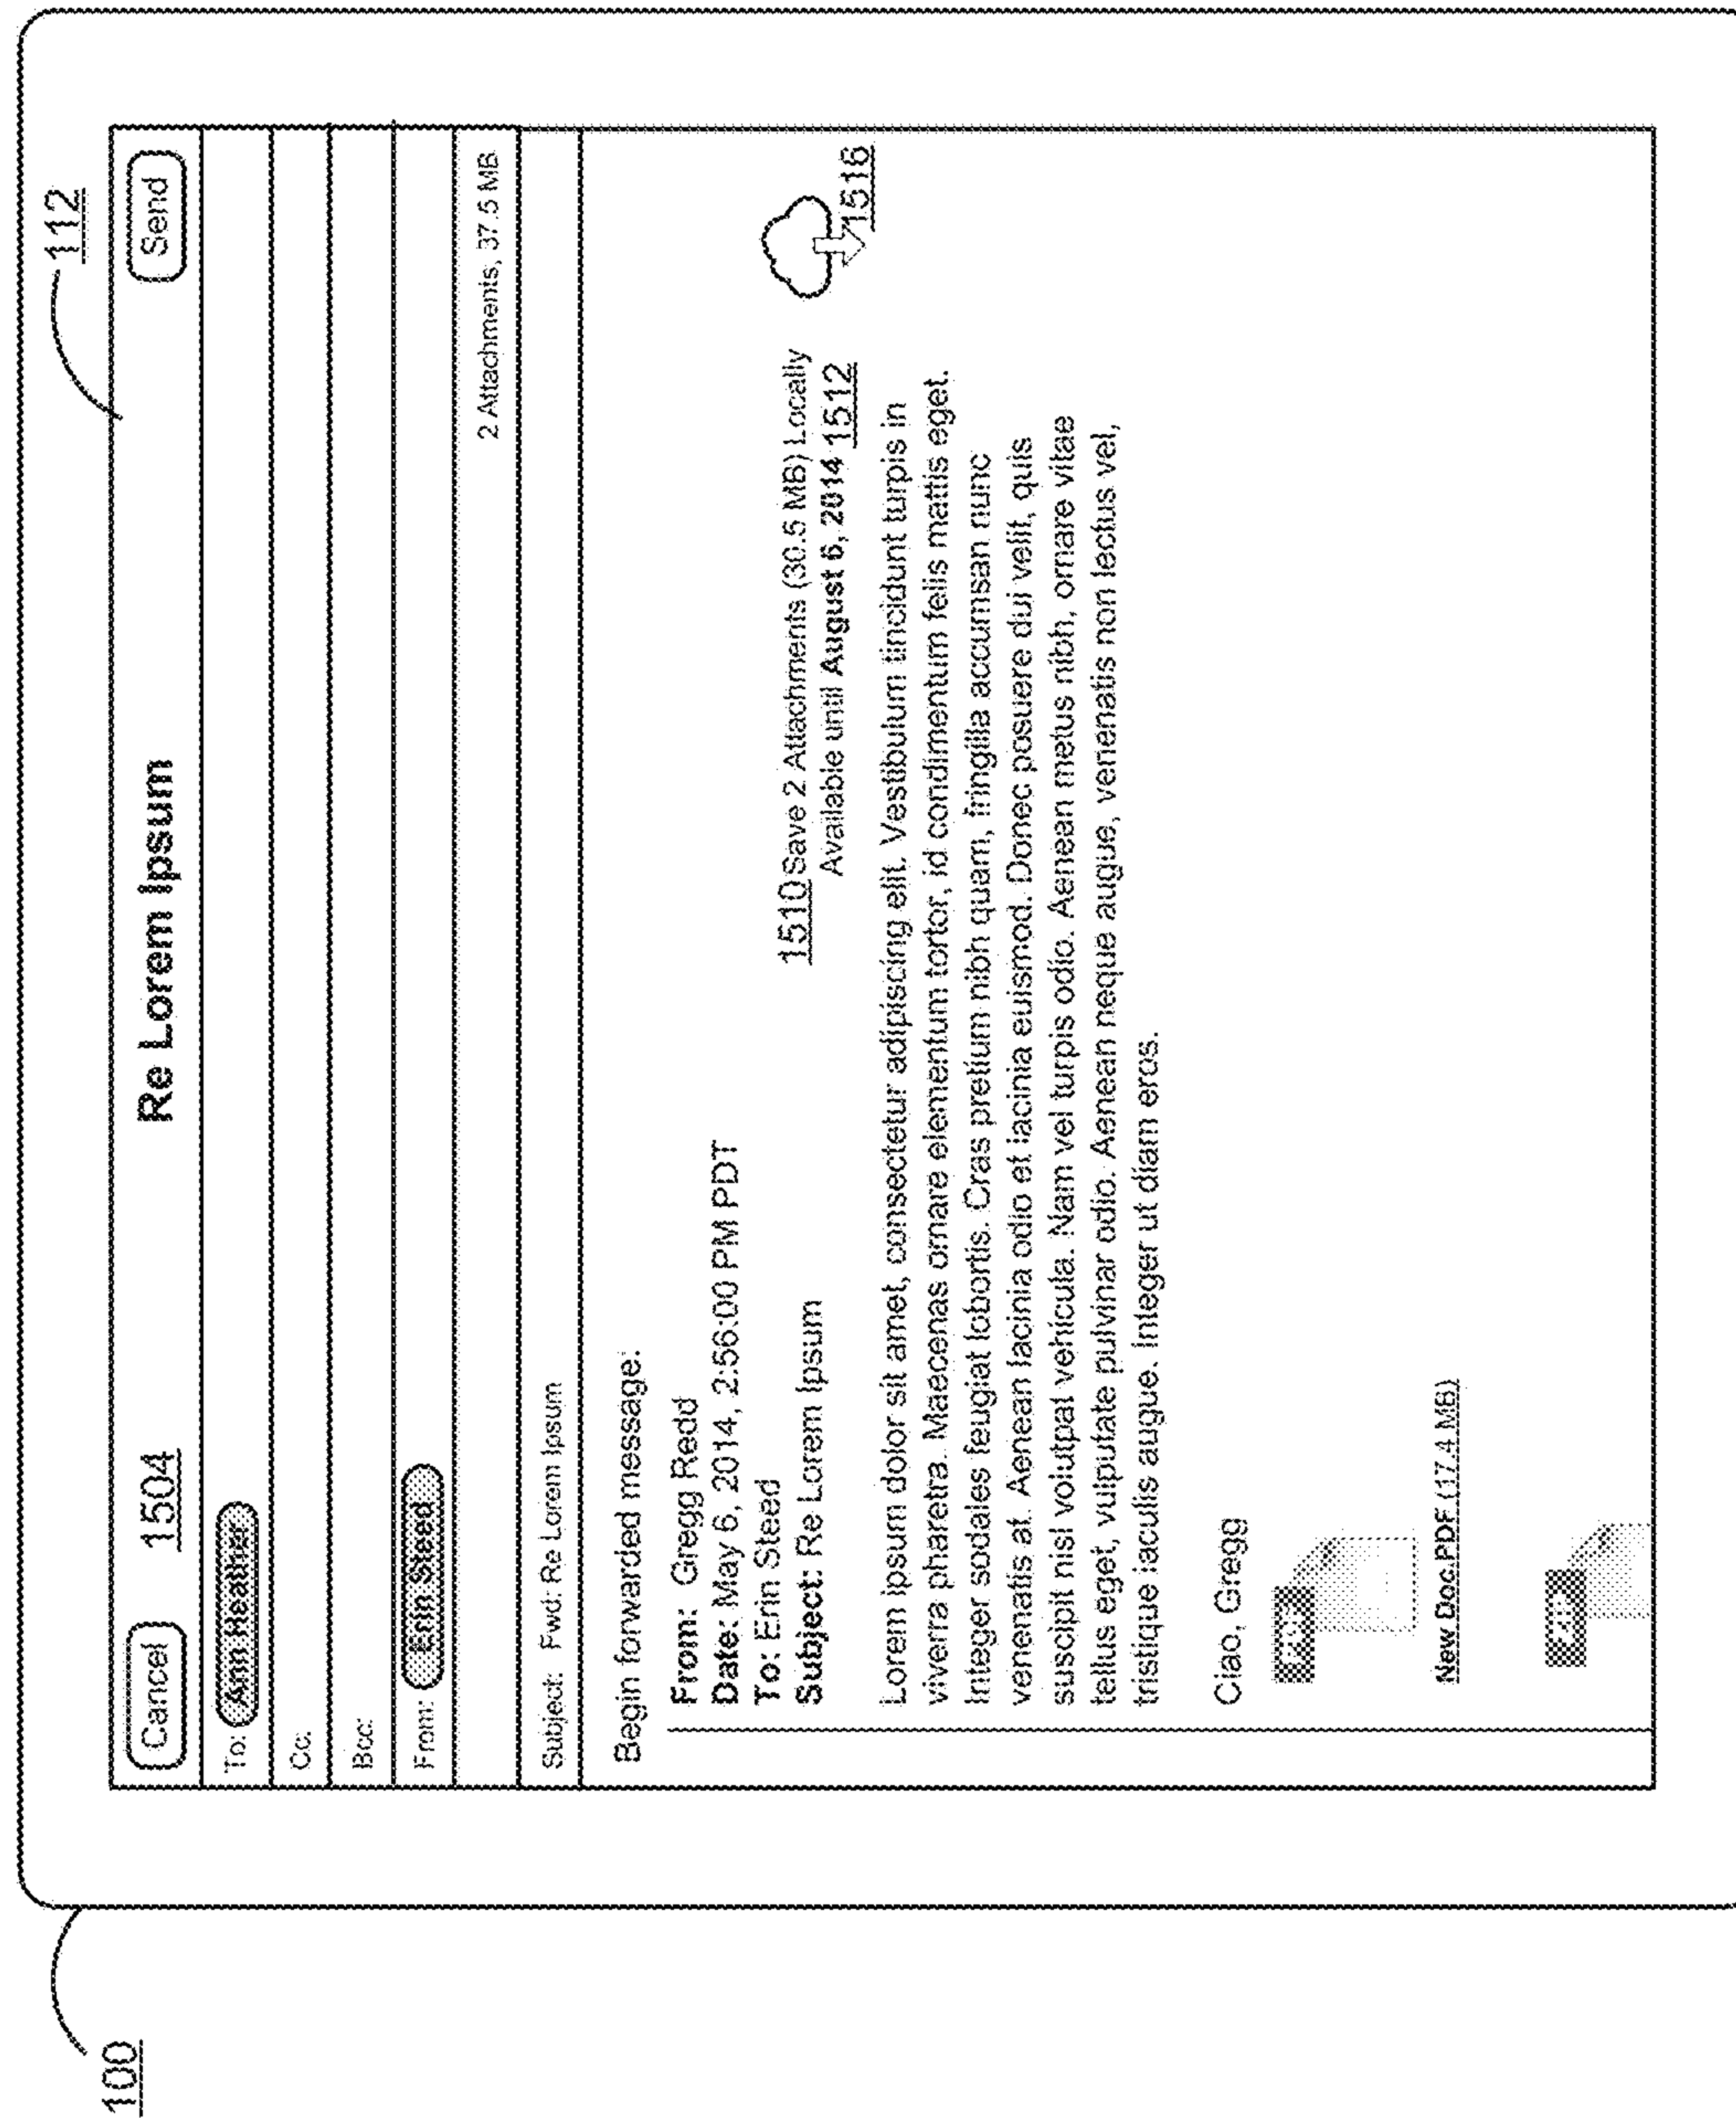 100
112
Cancel 1504 Re Lorem Ipsum Send
To: Ann Heather
Cc:
Bcc:
From: Erin Steed
2 Attachments, 37.5 MB
Subject: Fwd: Re Lorem Ipsum
Begin forwarded message:
From: Gregg Redd
Date: May 6, 2014, 2:56:00 PM PDT
To: Erin Steed
Subject: Re Lorem Ipsum
1510 Save 2 Attachments (30.5 MB) Locally
Available until August 6, 2014 1512
1516
Lorem ipsum dolor sit amet, consectetur adipiscing elit. Vestibulum tincidunt turpis in
viverra pharetra. Maecenas ornare elementum tortor, id condimentum felis mattis eget.
Integer sodales feugiat lobortis. Cras pretium nibh quam, fringilla accumsan nunc
venenatis at. Aenean lacinia odio et lacinia euismod. Donec posuere dui velit, quis
suscipit nisl volutpat vehicula. Nam vel turpis odio. Aenean metus nibh, ornare vitae
tellus eget, vulputate pulvinar odio. Aenean neque augue, venenatis non lectus vel,
tristique iaculis augue. Integer ut diam eros.
Ciao, Gregg
New Doc.PDF (17.4 MB)